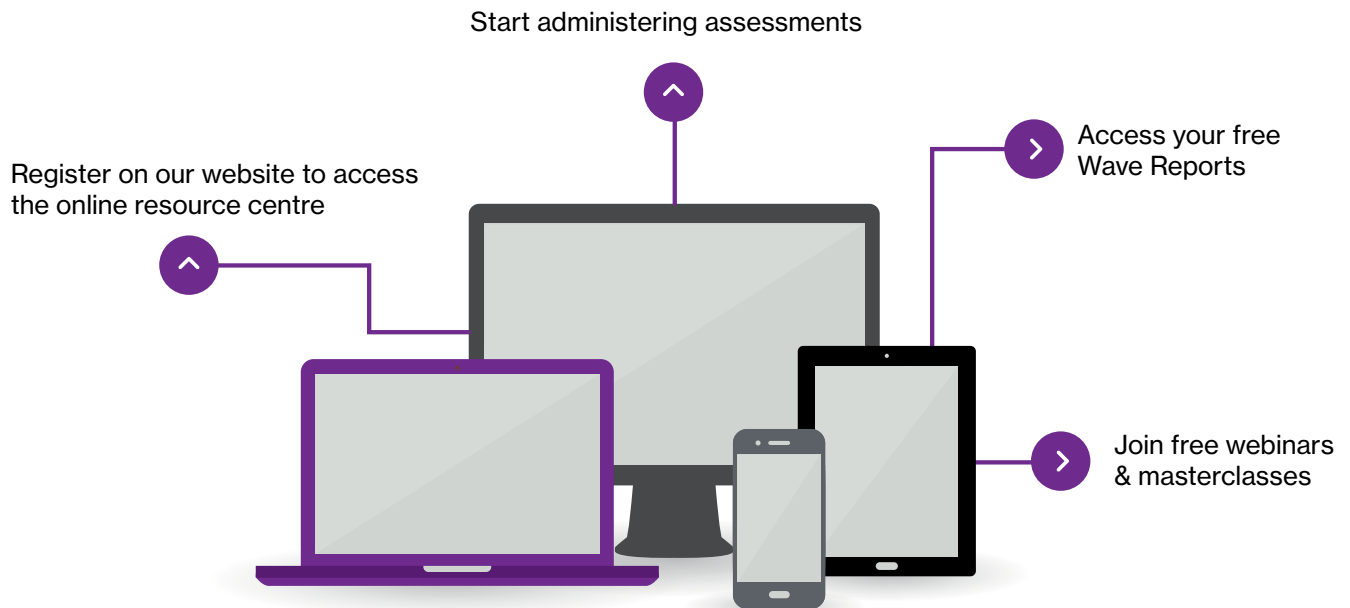 Start administering assessments
Access your free
Wave Reports
Register on our website to access
the online resource centre
Join free webinars
& masterclasses